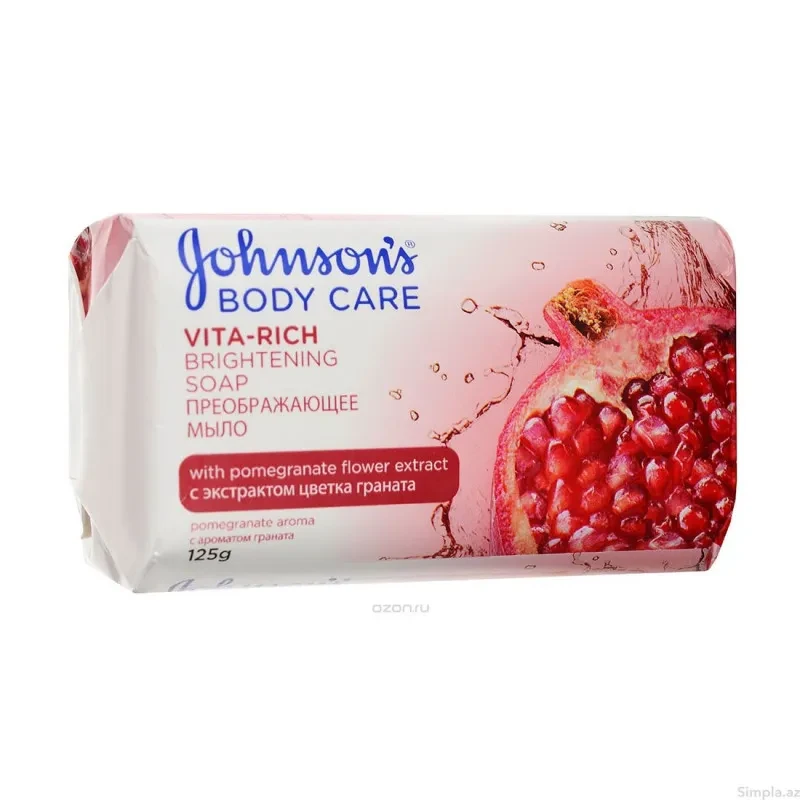 Johnson's®
BODY CARE
VITA-RICH
BRIGHTENING
SOAP
ПРЕОБРАЖАЮЩЕЕ
МЫЛО
with pomegranate flower extract
с экстрактом цветка граната
pomegranate aroma
с ароматом граната
125g
Johnson's
ozon.ru
Simpla.az